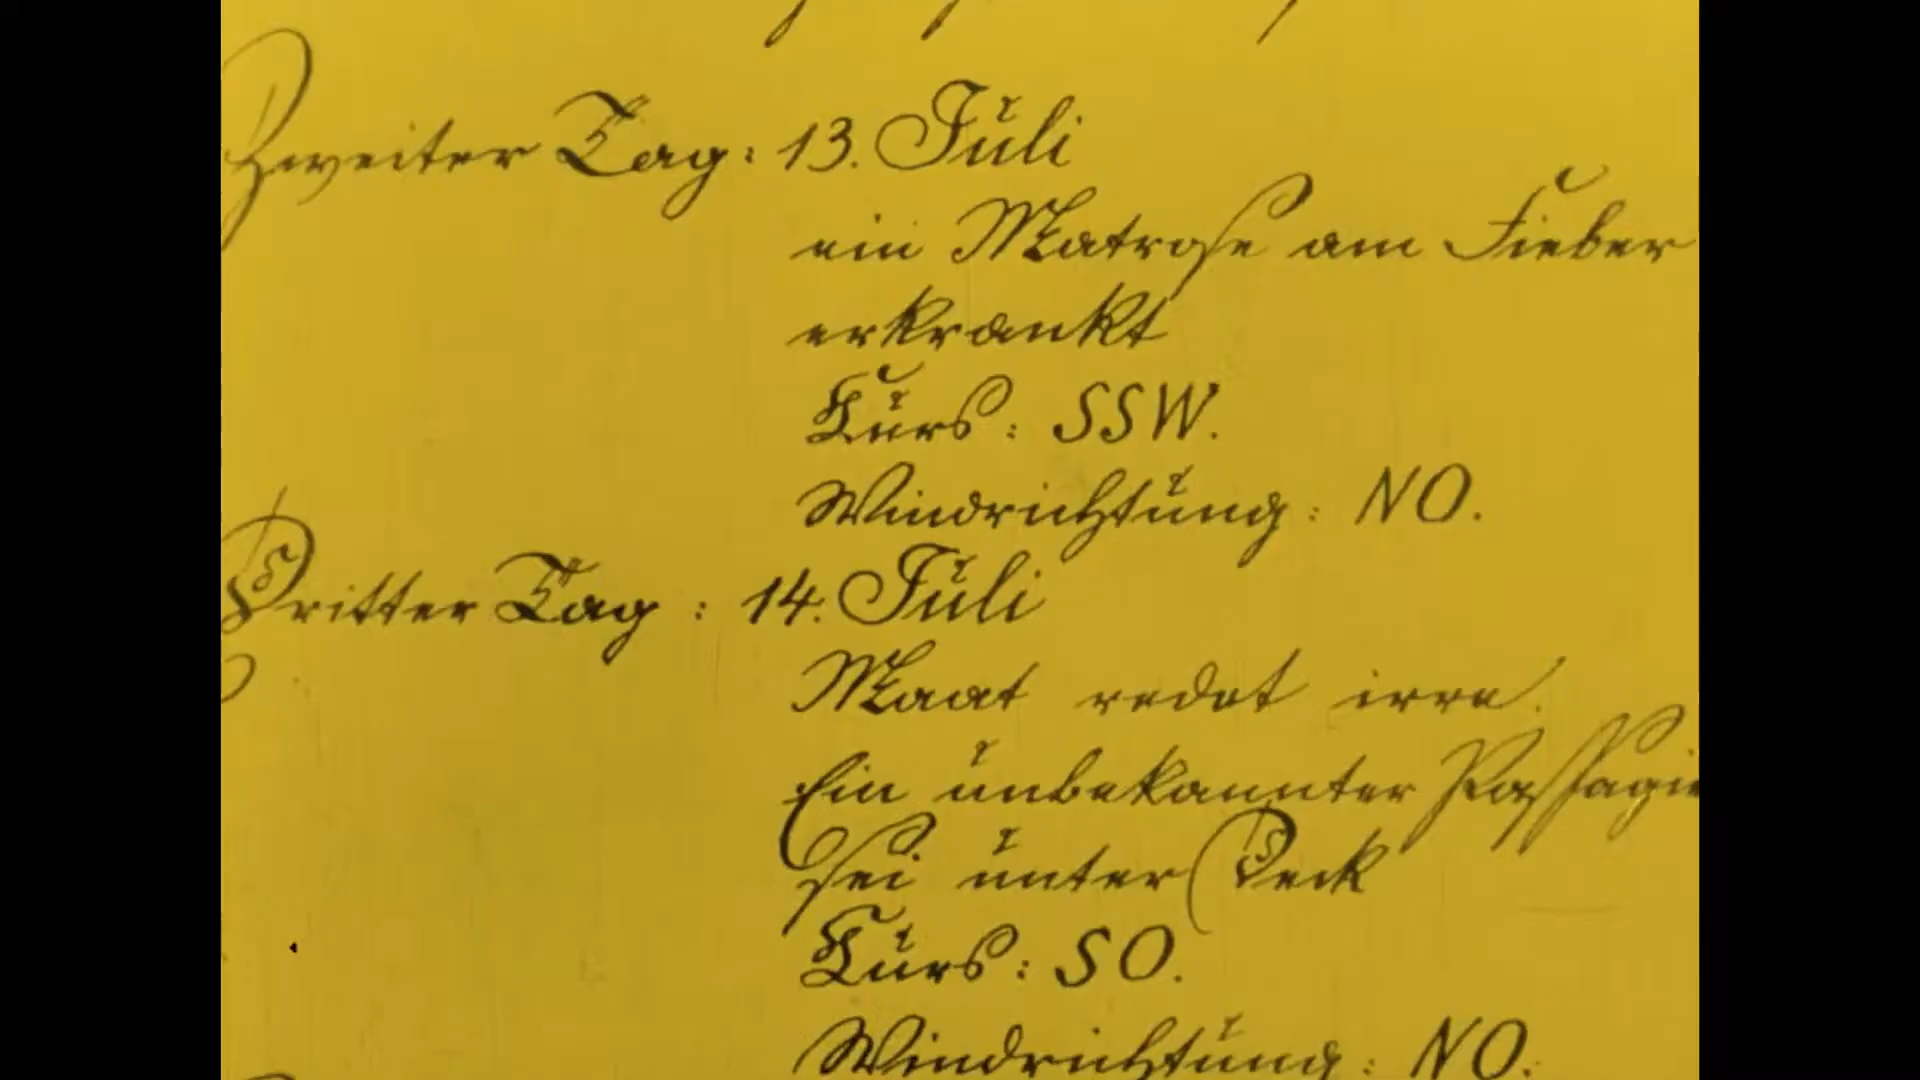 Zweiter Tag: 13. Juli
ein Matrose am Fieber
erkrankt
Kurs: SSW.
Windrichtung: NO.
Dritter Tag: 14. Juli
Maat redet irre.
Ein unbekannter Passagie
sei unter Deck
Kurs: SO.
Windrichtung: NO.